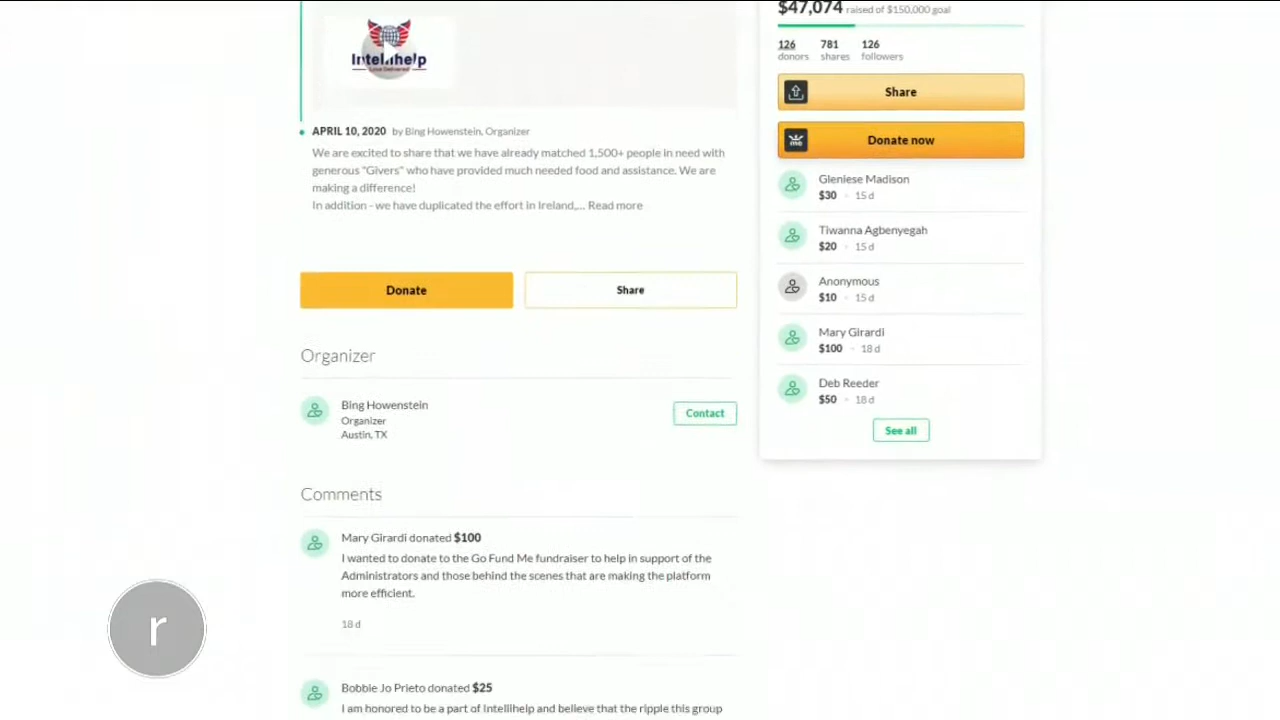 Intellihelp
Love Delivered
APRIL 10, 2020 by Bing Howenstein, Organizer
We are excited to share that we have already matched 1,500+ people in need with
generous "Givers" who have provided much needed food and assistance. We are
making a difference!
In addition - we have duplicated the effort in Ireland,... Read more
Donate
Share
Organizer
Bing Howenstein
Organizer
Austin, TX
Contact
Comments
Mary Girardi donated $100
I wanted to donate to the Go Fund Me fundraiser to help in support of the
Administrators and those behind the scenes that are making the platform
more efficient.
18 d
Bobbie Jo Prieto donated $25
I am honored to be a part of Intellihelp and believe that the ripple this group
$47,074 raised of $150,000 goal
126 781 126
donors shares followers
Share
me Donate now
Gleniese Madison
$30 • 15 d
Tiwanna Agbenyegah
$20 • 15 d
Anonymous
$10 • 15 d
Mary Girardi
$100 • 18 d
Deb Reeder
$50 • 18 d
See all
r